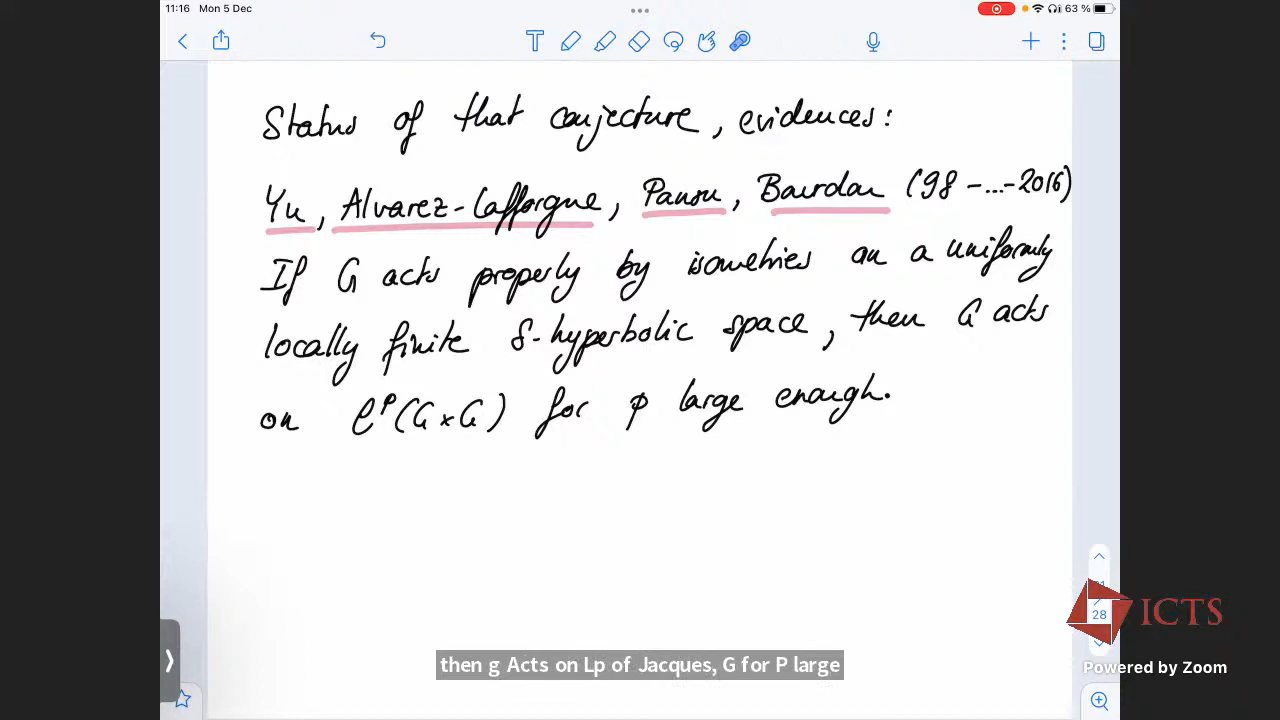 11:16 Mon 5 Dec
63 %
Status of that conjecture, evidences:
Yu, Alvarez-Lafforgue, Pansu, Bourdon (98 -...-2016)
If G acts properly by isometries on a uniformly
locally finite δ-hyperbolic space, then G acts
on ℓᵖ(G×G) for p large enough.
28
ICTS
Powered by Zoom
then g Acts on Lp of Jacques, G for P large